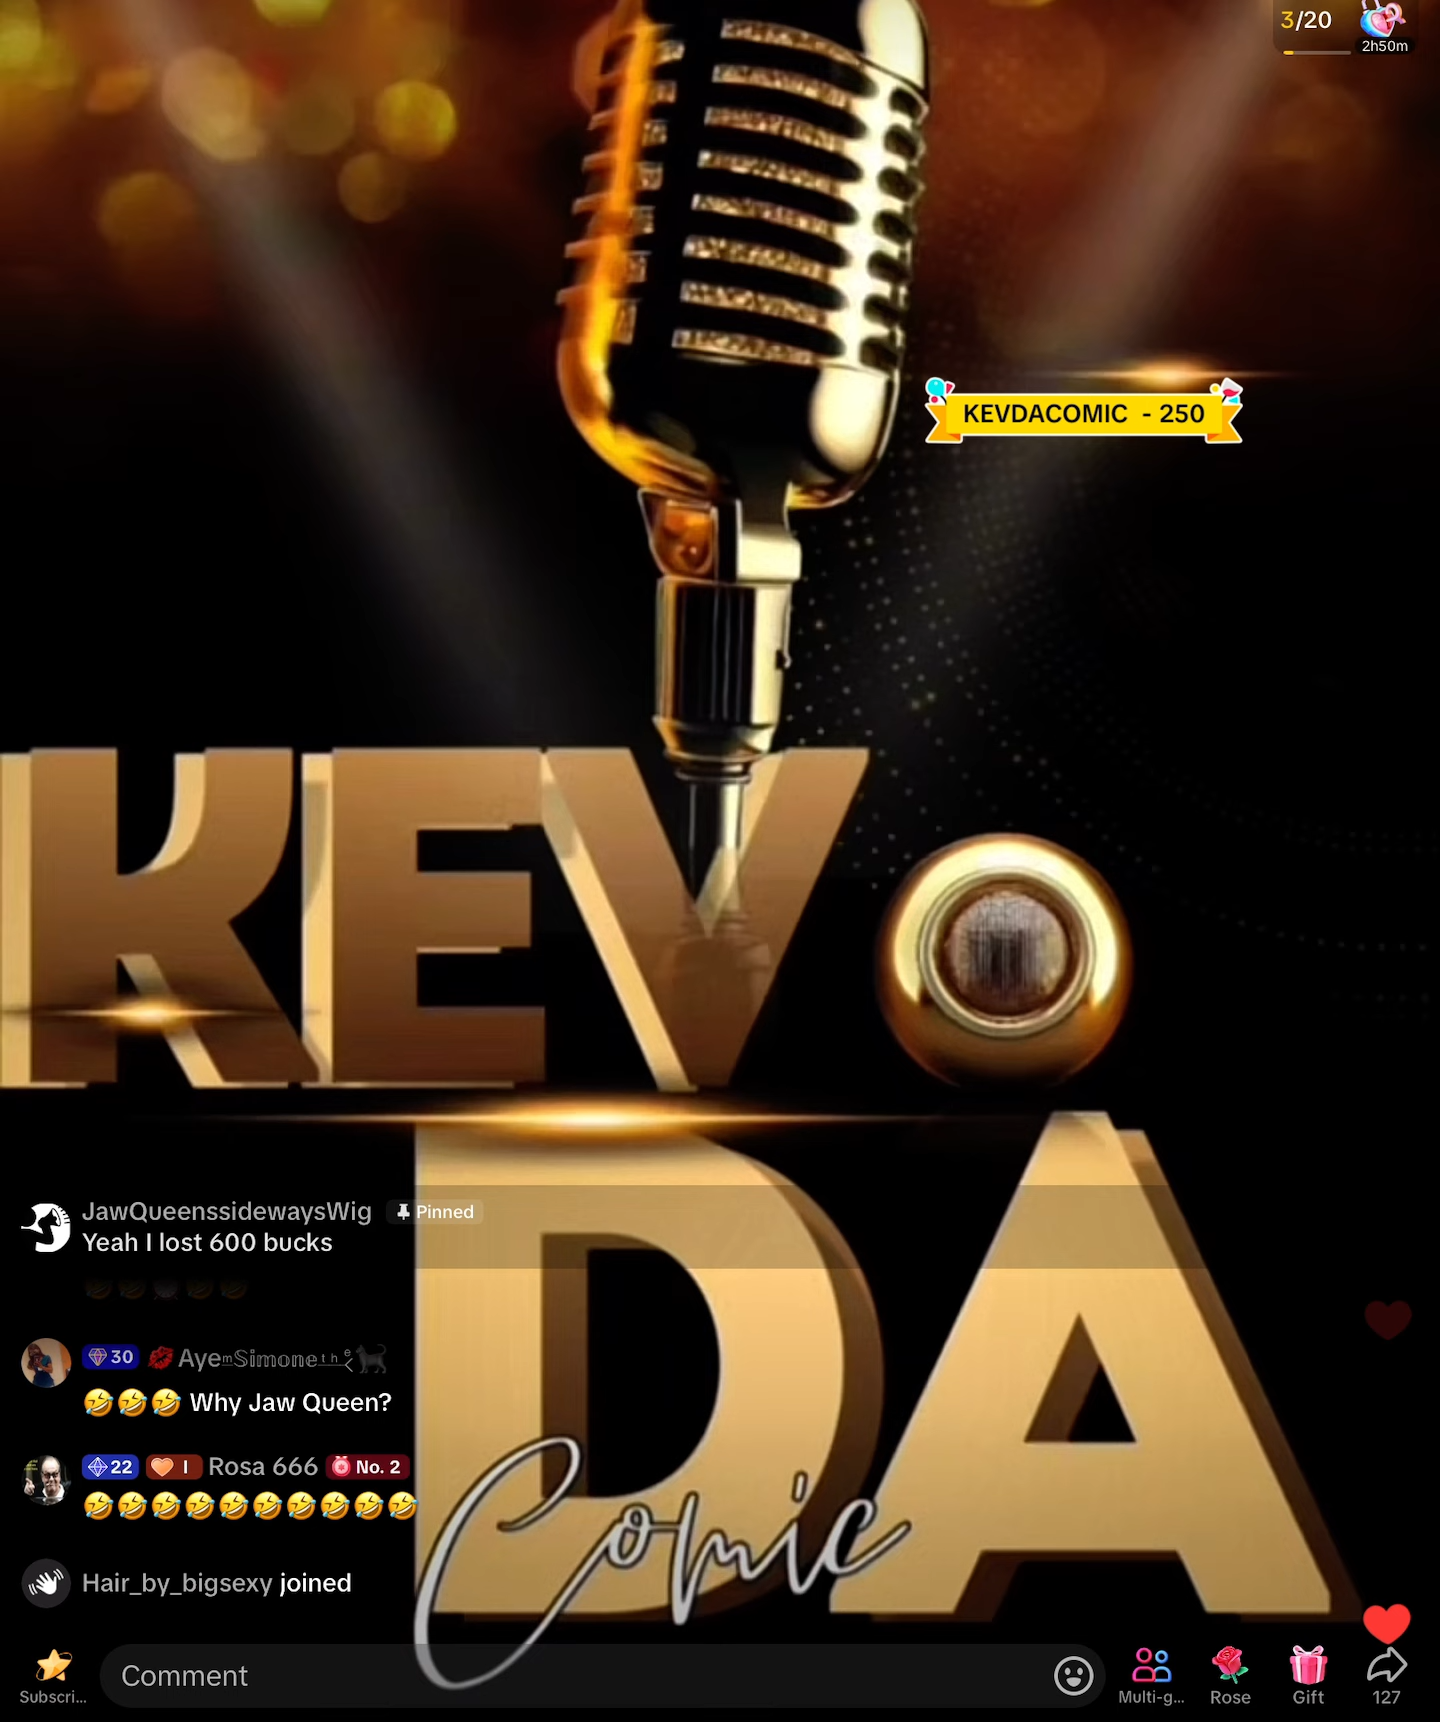 3/20
2h50m
KEVDACOMIC - 250
KEV
DA
Comic
JawQueenssidewaysWig Pinned
Yeah I lost 600 bucks
🤣🤣
30 💋Aye
🤣🤣🤣 Why Jaw Queen?
22 I Rosa 666 No. 2
🤣🤣🤣🤣🤣🤣🤣🤣🤣🤣
Hair_by_bigsexy joined
Subscri...
Comment
Multi-g...
Rose
Gift
127